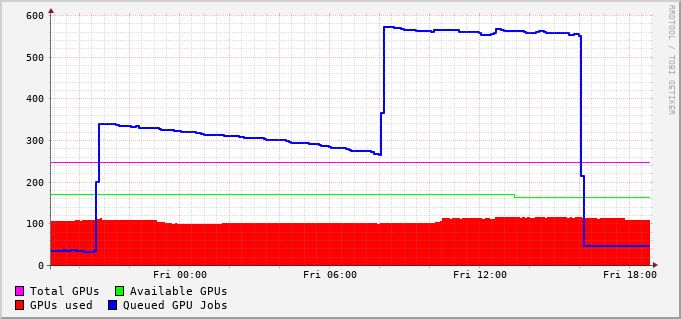 600
500
400
300
200
100
0
Fri 00:00 Fri 06:00 Fri 12:00 Fri 18:00
Total GPUs Available GPUs
GPUs used Queued GPU Jobs
RRDTOOL / TOBI OETIKER